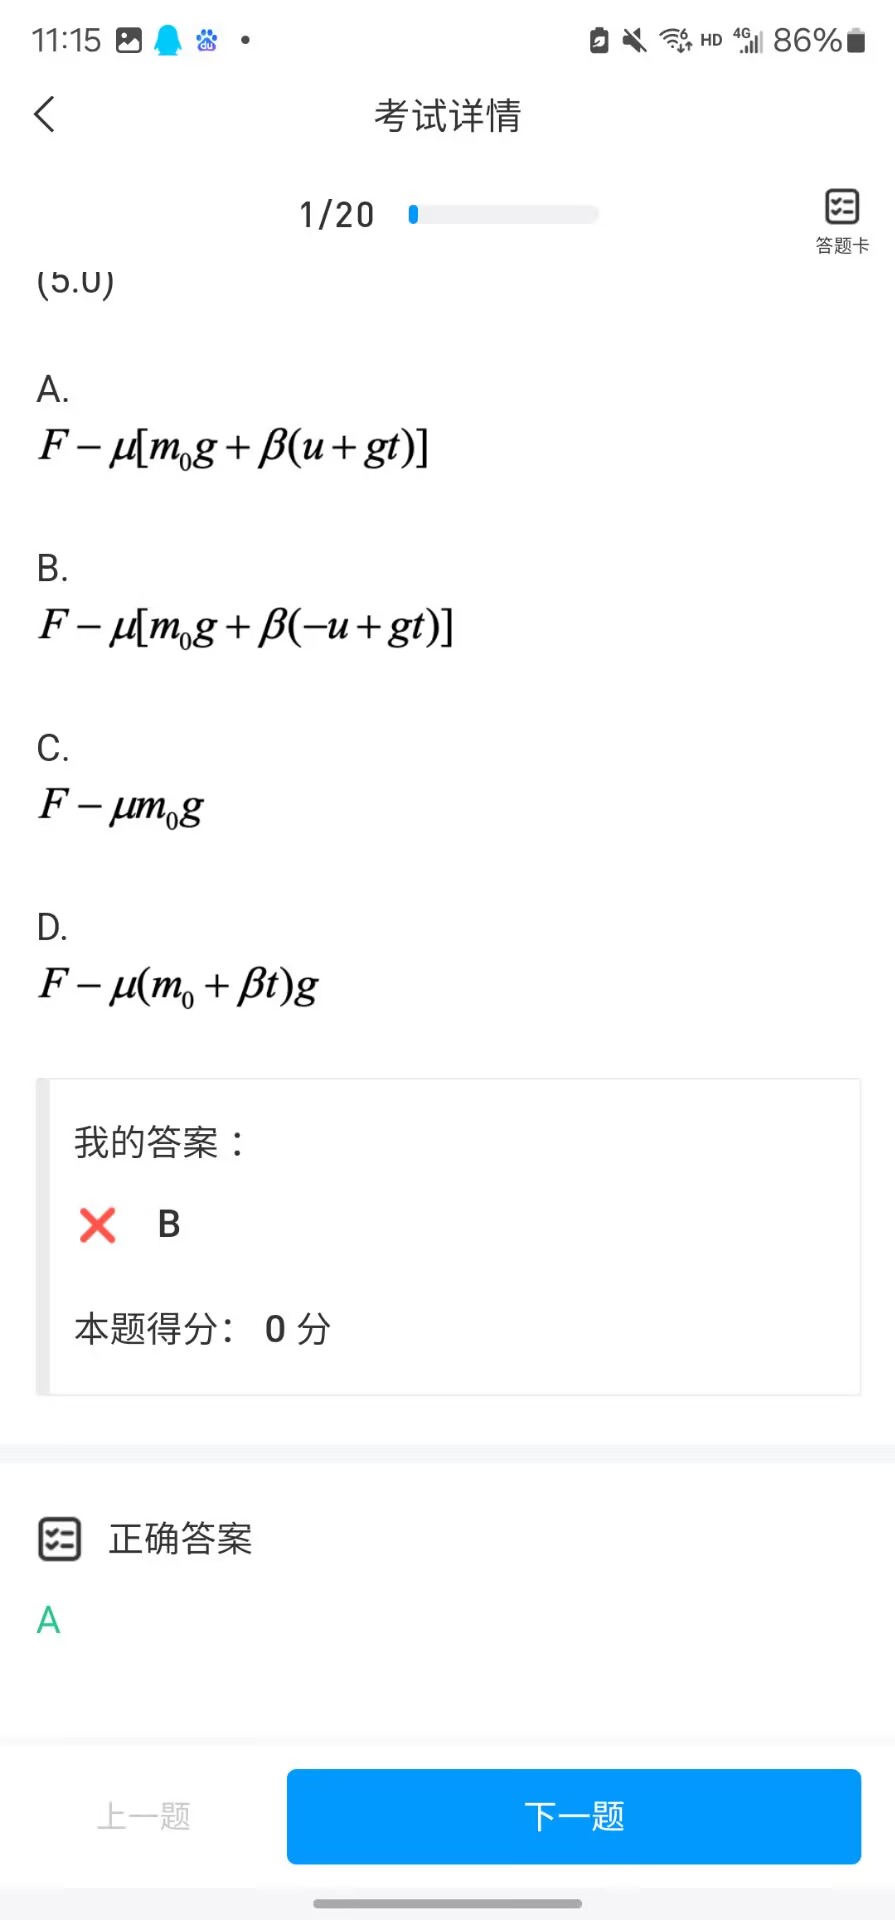 11:15 du HD 4G 86%
考试详情
1/20
答题卡
(5.0)
A.
F − μ[m₀g + β(u + gt)]
B.
F − μ[m₀g + β(−u + gt)]
C.
F − μm₀g
D.
F − μ(m₀ + βt)g
我的答案：
❌ B
本题得分： 0 分
正确答案
A
上一题 下一题